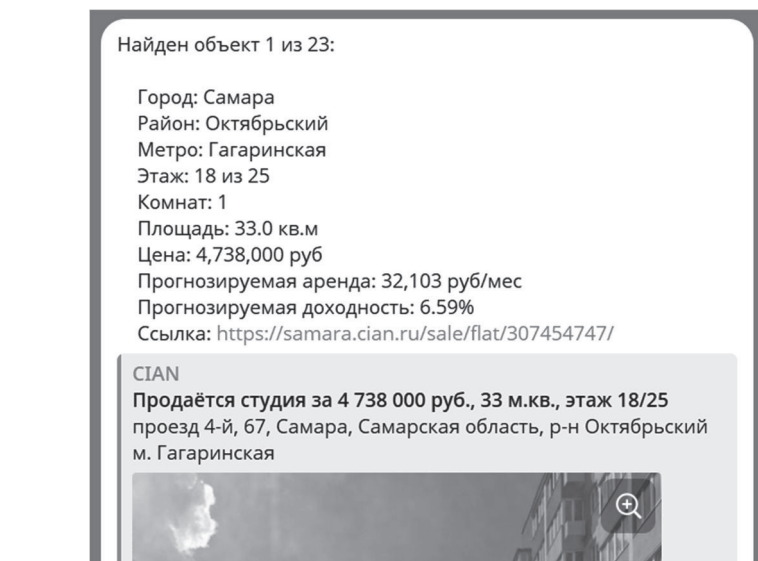 Найден объект 1 из 23:
Город: Самара
Район: Октябрьский
Метро: Гагаринская
Этаж: 18 из 25
Комнат: 1
Площадь: 33.0 кв.м
Цена: 4,738,000 руб
Прогнозируемая аренда: 32,103 руб/мес
Прогнозируемая доходность: 6.59%
Ссылка: https://samara.cian.ru/sale/flat/307454747/
CIAN
Продаётся студия за 4 738 000 руб., 33 м.кв., этаж 18/25
проезд 4-й, 67, Самара, Самарская область, р-н Октябрьский
м. Гагаринская